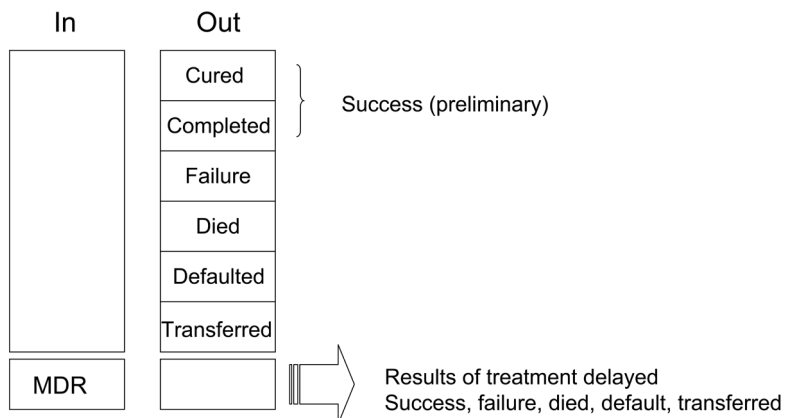 In
Out
Cured
Completed
Success (preliminary)
Failure
Died
Defaulted
Transferred
MDR
Results of treatment delayed
Success, failure, died, default, transferred